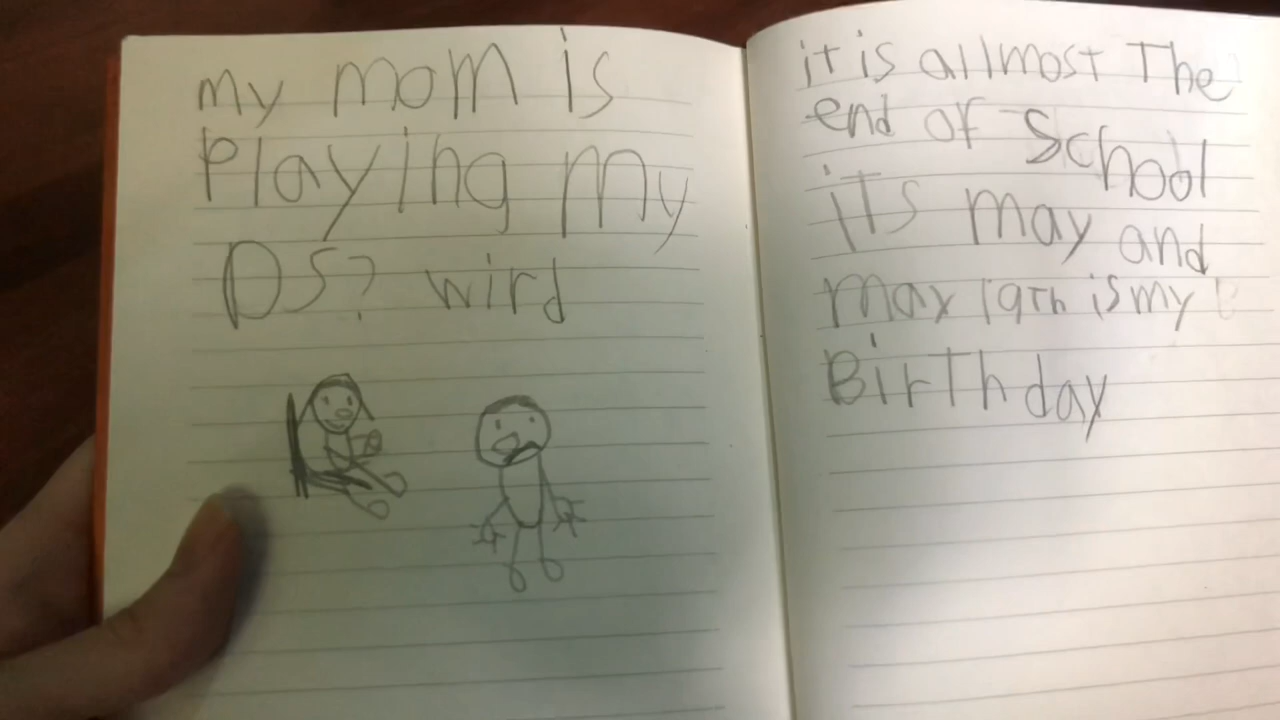 my mom is
Playing my
DS? wird
it is allmost The
end of School
iTs may and
may 19Th is my
BirThday